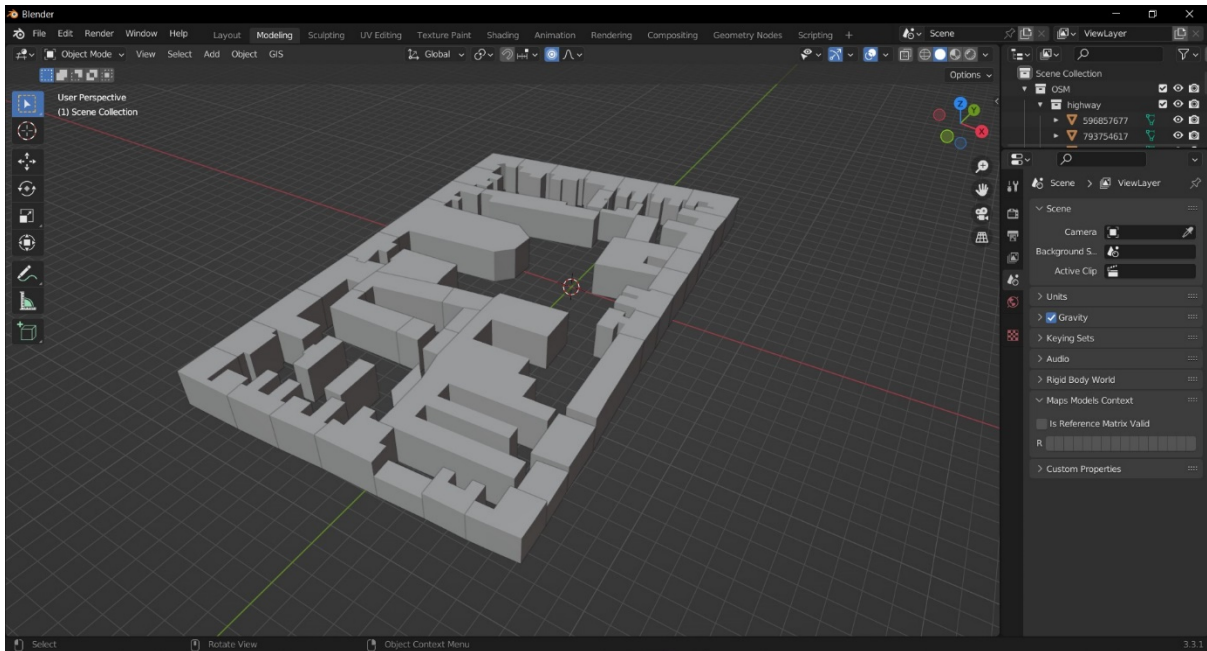 Blender
File Edit Render Window Help Layout Modeling Sculpting UV Editing Texture Paint Shading Animation Rendering Compositing Geometry Nodes Scripting + Scene ViewLayer
Object Mode View Select Add Object GIS Global
Options
User Perspective
(1) Scene Collection
Z
Y
X
Scene Collection
OSM
highway
596857677
793754617
Scene > ViewLayer
Scene
Camera
Background S...
Active Clip
Units
Gravity
Keying Sets
Audio
Rigid Body World
Maps Models Context
Is Reference Matrix Valid
R
Custom Properties
Select Rotate View Object Context Menu 3.3.1